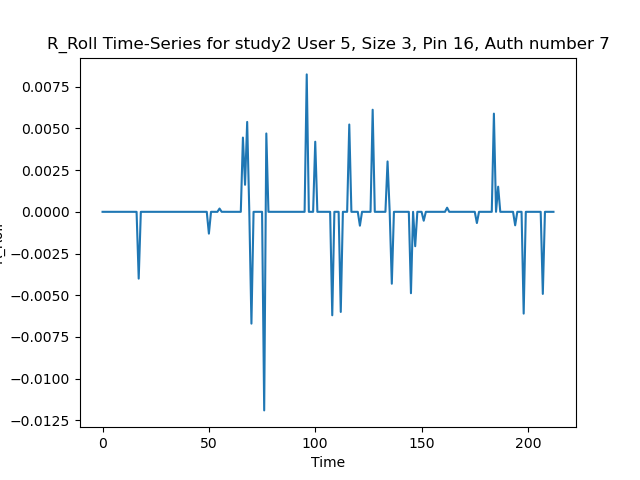 R_Roll Time-Series for study2 User 5, Size 3, Pin 16, Auth number 7
0.0075
0.0050
0.0025
0.0000
−0.0025
−0.0050
−0.0075
−0.0100
−0.0125
R_Roll
0 50 100 150 200
Time